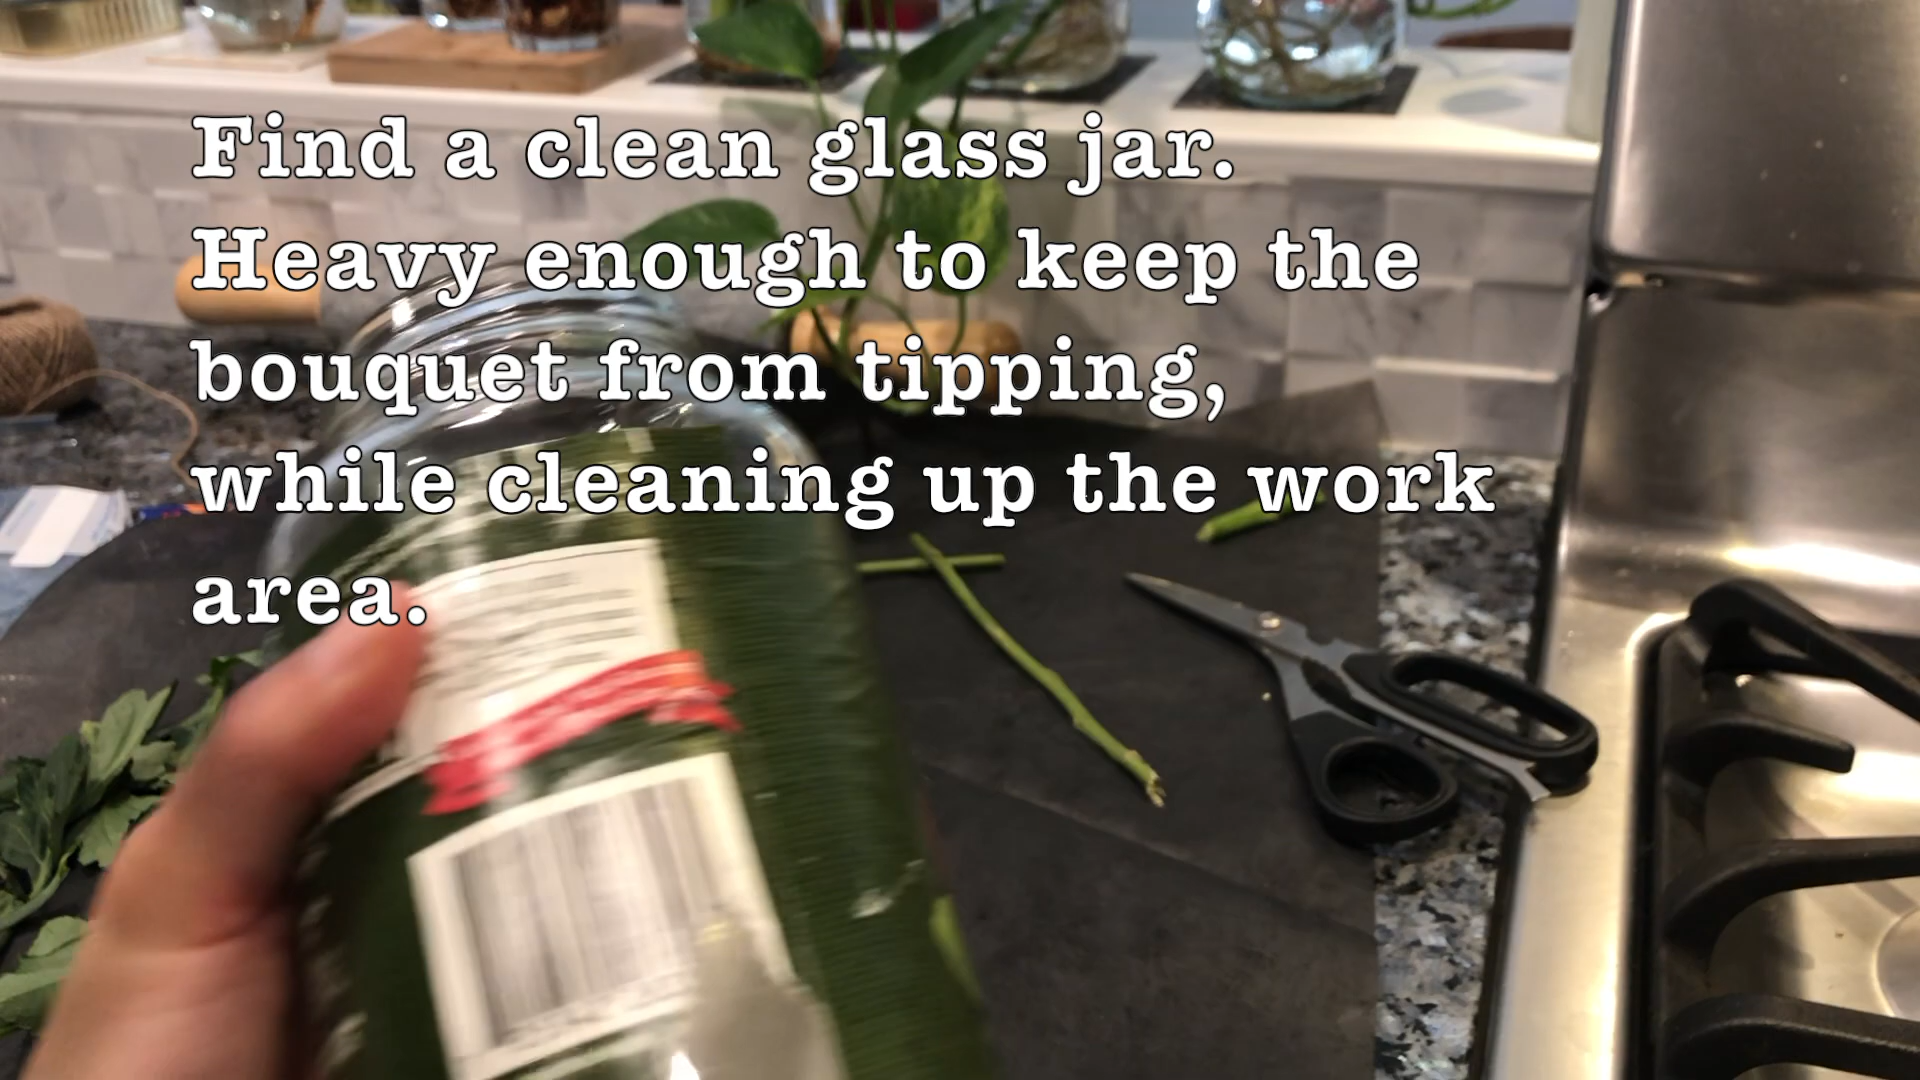 Find a clean glass jar.
Heavy enough to keep the
bouquet from tipping,
while cleaning up the work
area.